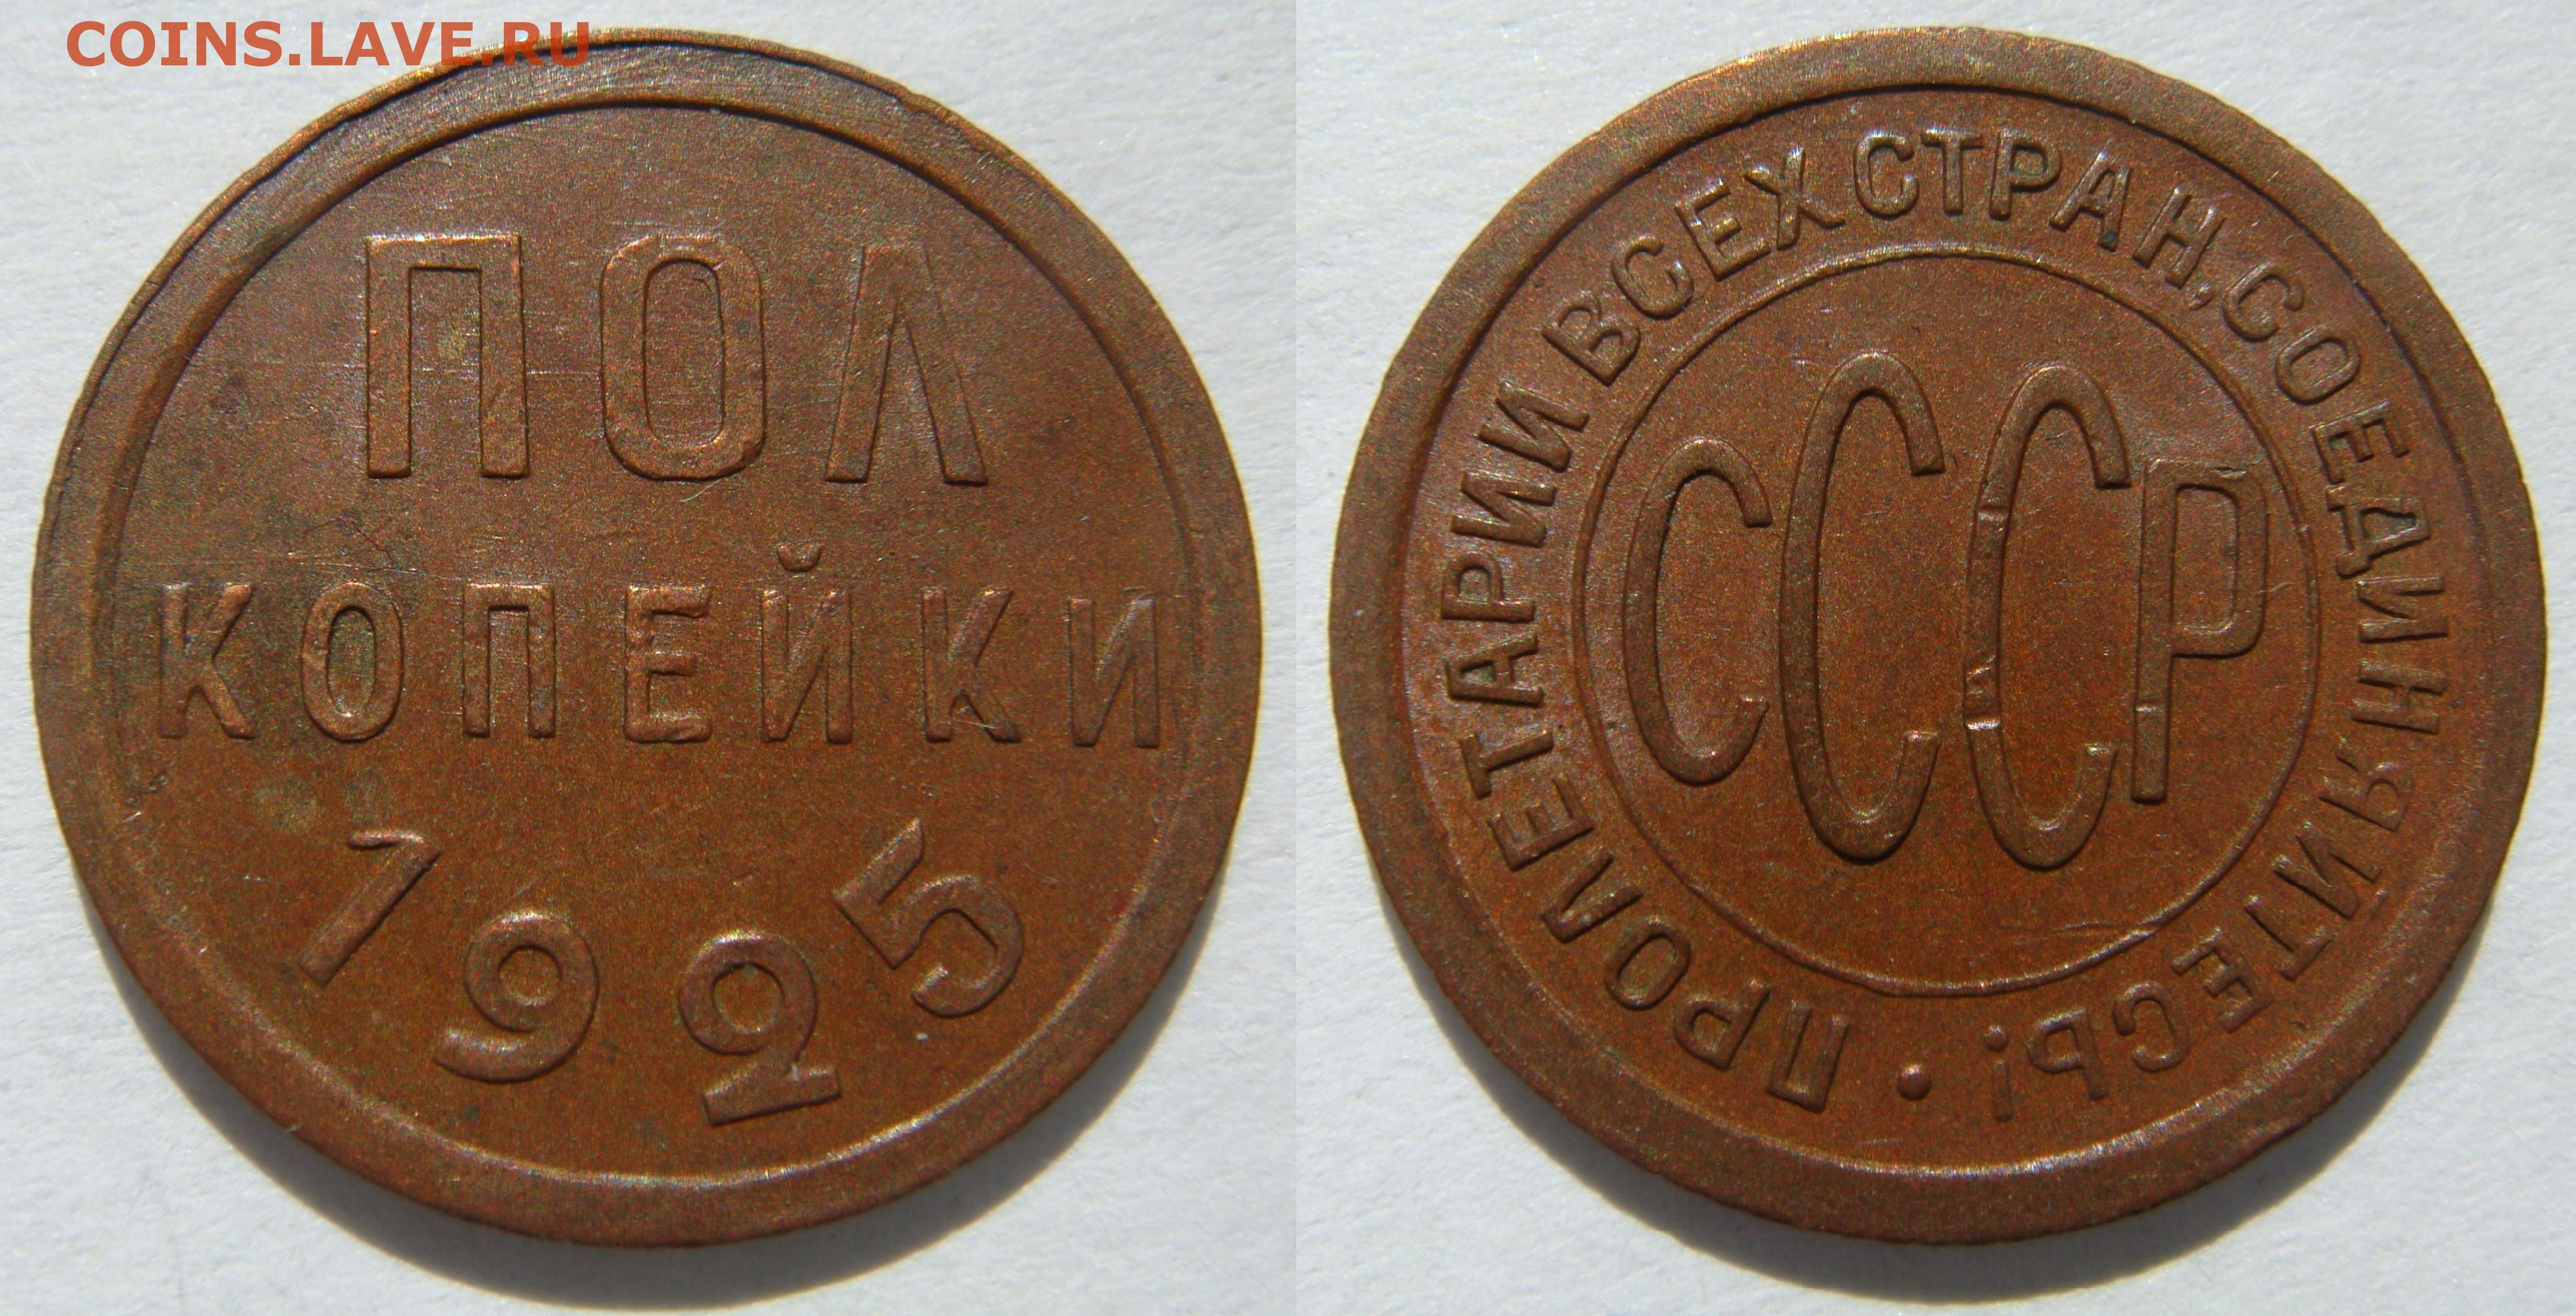 COINS.LAVE.RU
ПОЛ
КОПЕЙКИ
1925
ПРОЛЕТАРИИ ВСЕХ СТРАН, СОЕДИНЯЙТЕСЬ! •
СССР